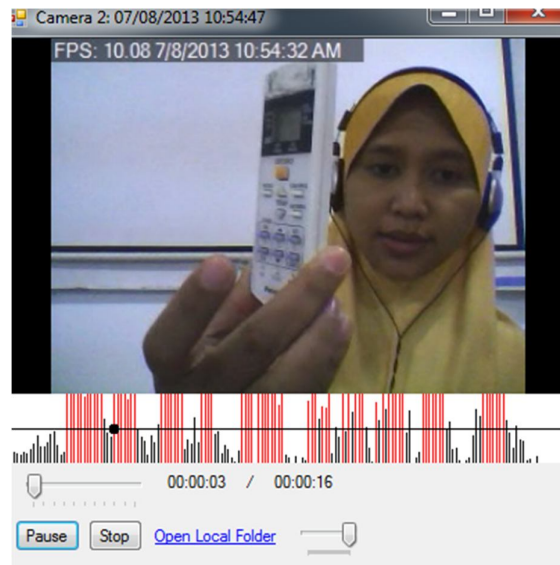 Camera 2: 07/08/2013 10:54:47
FPS: 10.08 7/8/2013 10:54:32 AM
00:00:03 / 00:00:16
Pause Stop Open Local Folder